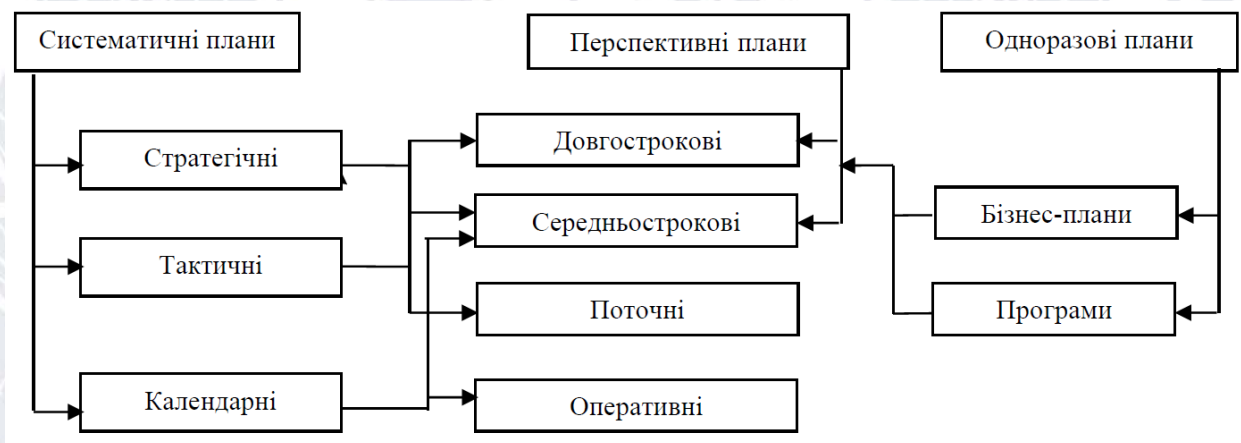 Систематичні плани
Перспективні плани
Одноразові плани
Стратегічні
Довгострокові
Середньострокові
Бізнес-плани
Тактичні
Поточні
Програми
Календарні
Оперативні